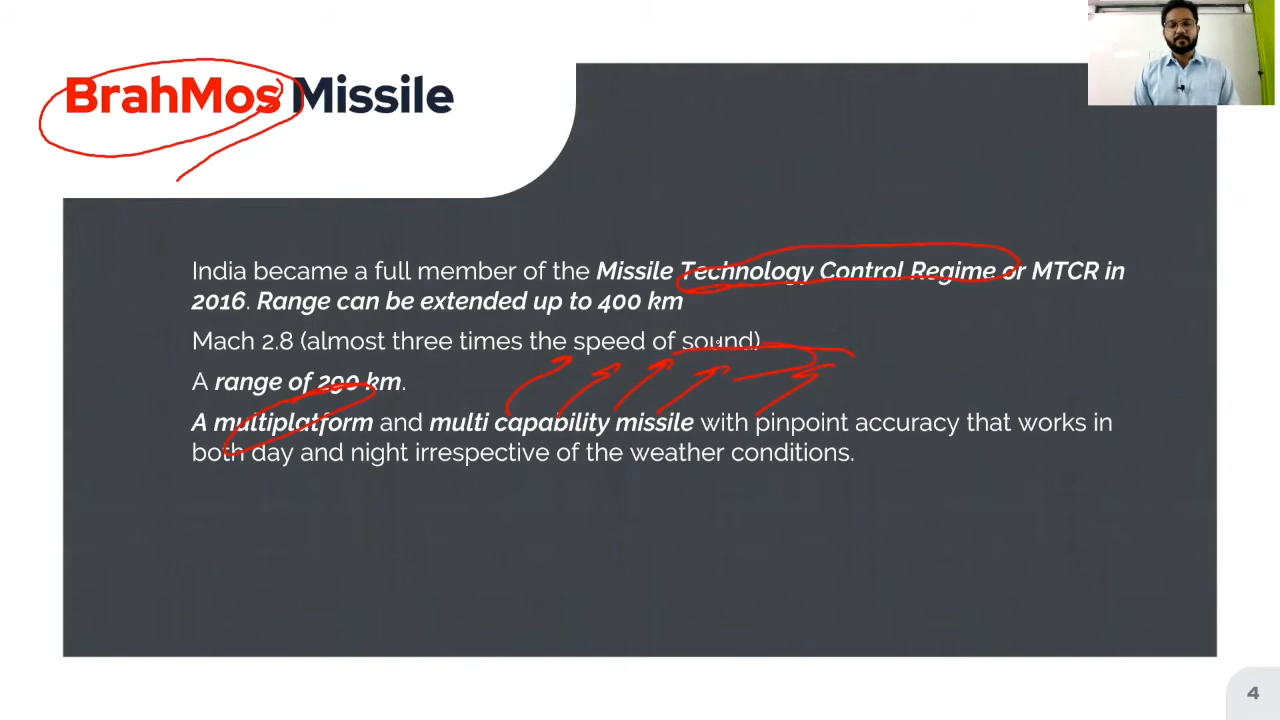 BrahMos Missile
India became a full member of the Missile Technology Control Regime or MTCR in
2016. Range can be extended up to 400 km
Mach 2.8 (almost three times the speed of sound)
A range of 290 km.
A multiplatform and multi capability missile with pinpoint accuracy that works in
both day and night irrespective of the weather conditions.
4